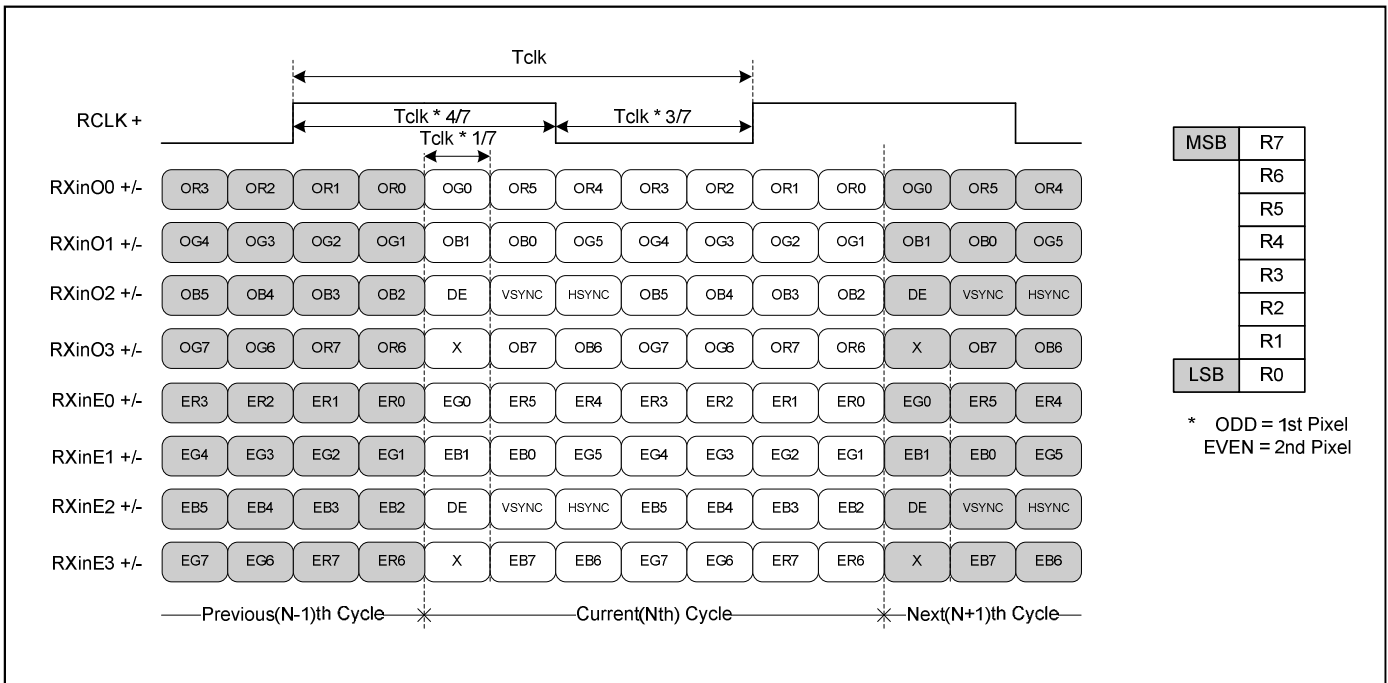 Tclk
RCLK +
Tclk * 4/7
Tclk * 3/7
Tclk * 1/7
RXinO0 +/- OR3 OR2 OR1 OR0 OG0 OR5 OR4 OR3 OR2 OR1 OR0 OG0 OR5 OR4
RXinO1 +/- OG4 OG3 OG2 OG1 OB1 OB0 OG5 OG4 OG3 OG2 OG1 OB1 OB0 OG5
RXinO2 +/- OB5 OB4 OB3 OB2 DE VSYNC HSYNC OB5 OB4 OB3 OB2 DE VSYNC HSYNC
RXinO3 +/- OG7 OG6 OR7 OR6 X OB7 OB6 OG7 OG6 OR7 OR6 X OB7 OB6
RXinE0 +/- ER3 ER2 ER1 ER0 EG0 ER5 ER4 ER3 ER2 ER1 ER0 EG0 ER5 ER4
RXinE1 +/- EG4 EG3 EG2 EG1 EB1 EB0 EG5 EG4 EG3 EG2 EG1 EB1 EB0 EG5
RXinE2 +/- EB5 EB4 EB3 EB2 DE VSYNC HSYNC EB5 EB4 EB3 EB2 DE VSYNC HSYNC
RXinE3 +/- EG7 EG6 ER7 ER6 X EB7 EB6 EG7 EG6 ER7 ER6 X EB7 EB6
Previous(N-1)th Cycle Current(Nth) Cycle Next(N+1)th Cycle
MSB R7
R6
R5
R4
R3
R2
R1
LSB R0
* ODD = 1st Pixel
EVEN = 2nd Pixel